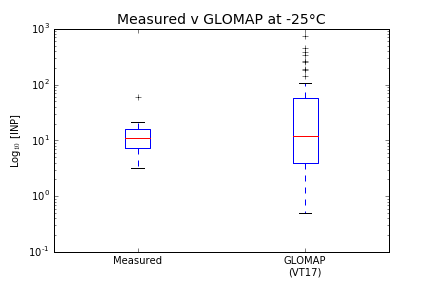 Measured v GLOMAP at -25°C
10³
10²
10¹
10⁰
10⁻¹
Log₁₀ [INP]
Measured
GLOMAP
(VT17)